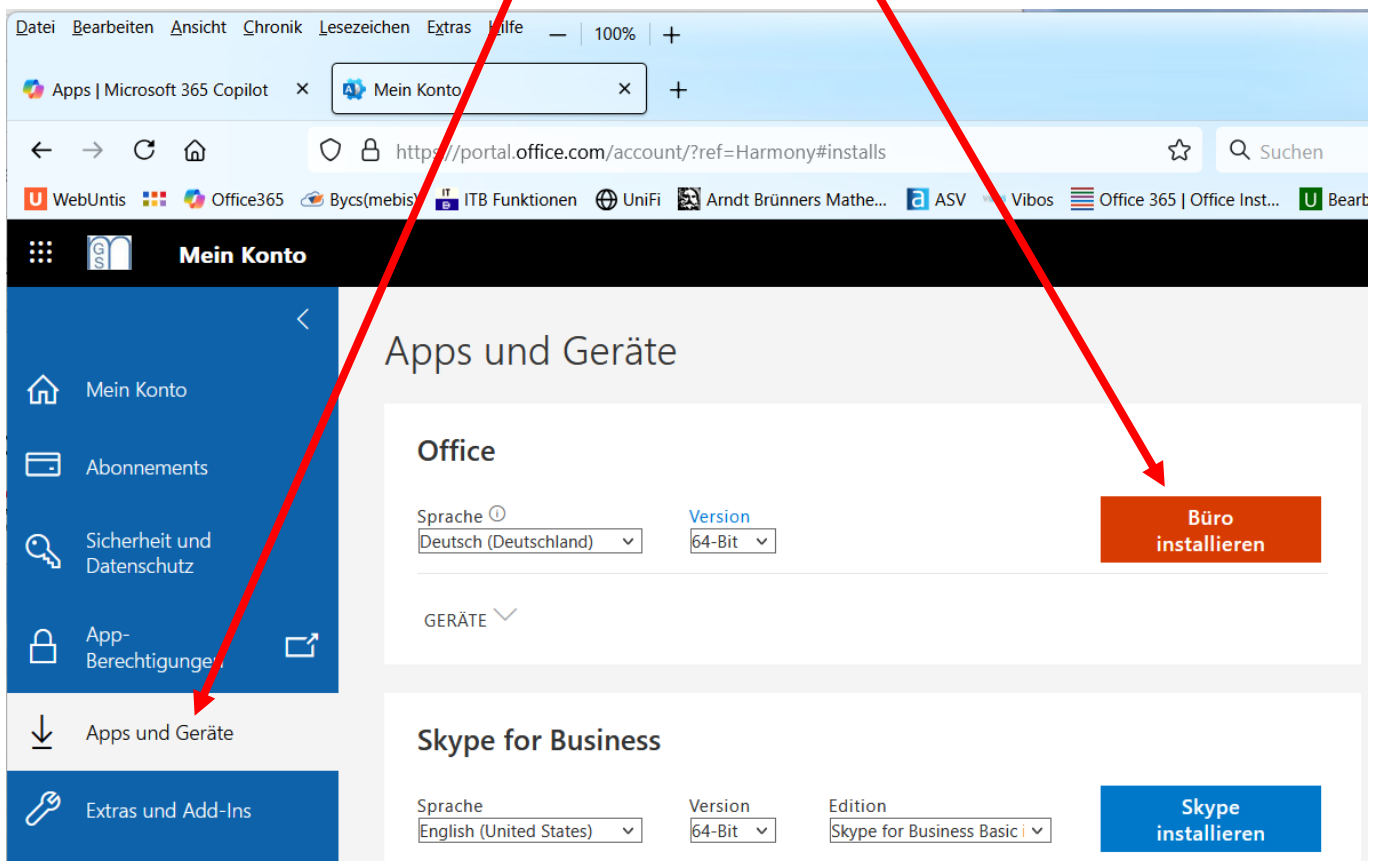 Datei Bearbeiten Ansicht Chronik Lesezeichen Extras Hilfe — 100% +
Apps | Microsoft 365 Copilot × Mein Konto × +
https://portal.office.com/account/?ref=Harmony#installs Suchen
U WebUntis Office365 Bycs(mebis) ITB Funktionen UniFi Arndt Brünners Mathe... a ASV Vibos Office 365 | Office Inst... U Bearb
GS Mein Konto
Apps und Geräte
Mein Konto
Abonnements
Sicherheit und
Datenschutz
App-
Berechtigungen
Apps und Geräte
Extras und Add-Ins
Office
Sprache Version
Deutsch (Deutschland) 64-Bit
Büro
installieren
GERÄTE
Skype for Business
Sprache Version Edition
English (United States) 64-Bit Skype for Business Basic
Skype
installieren